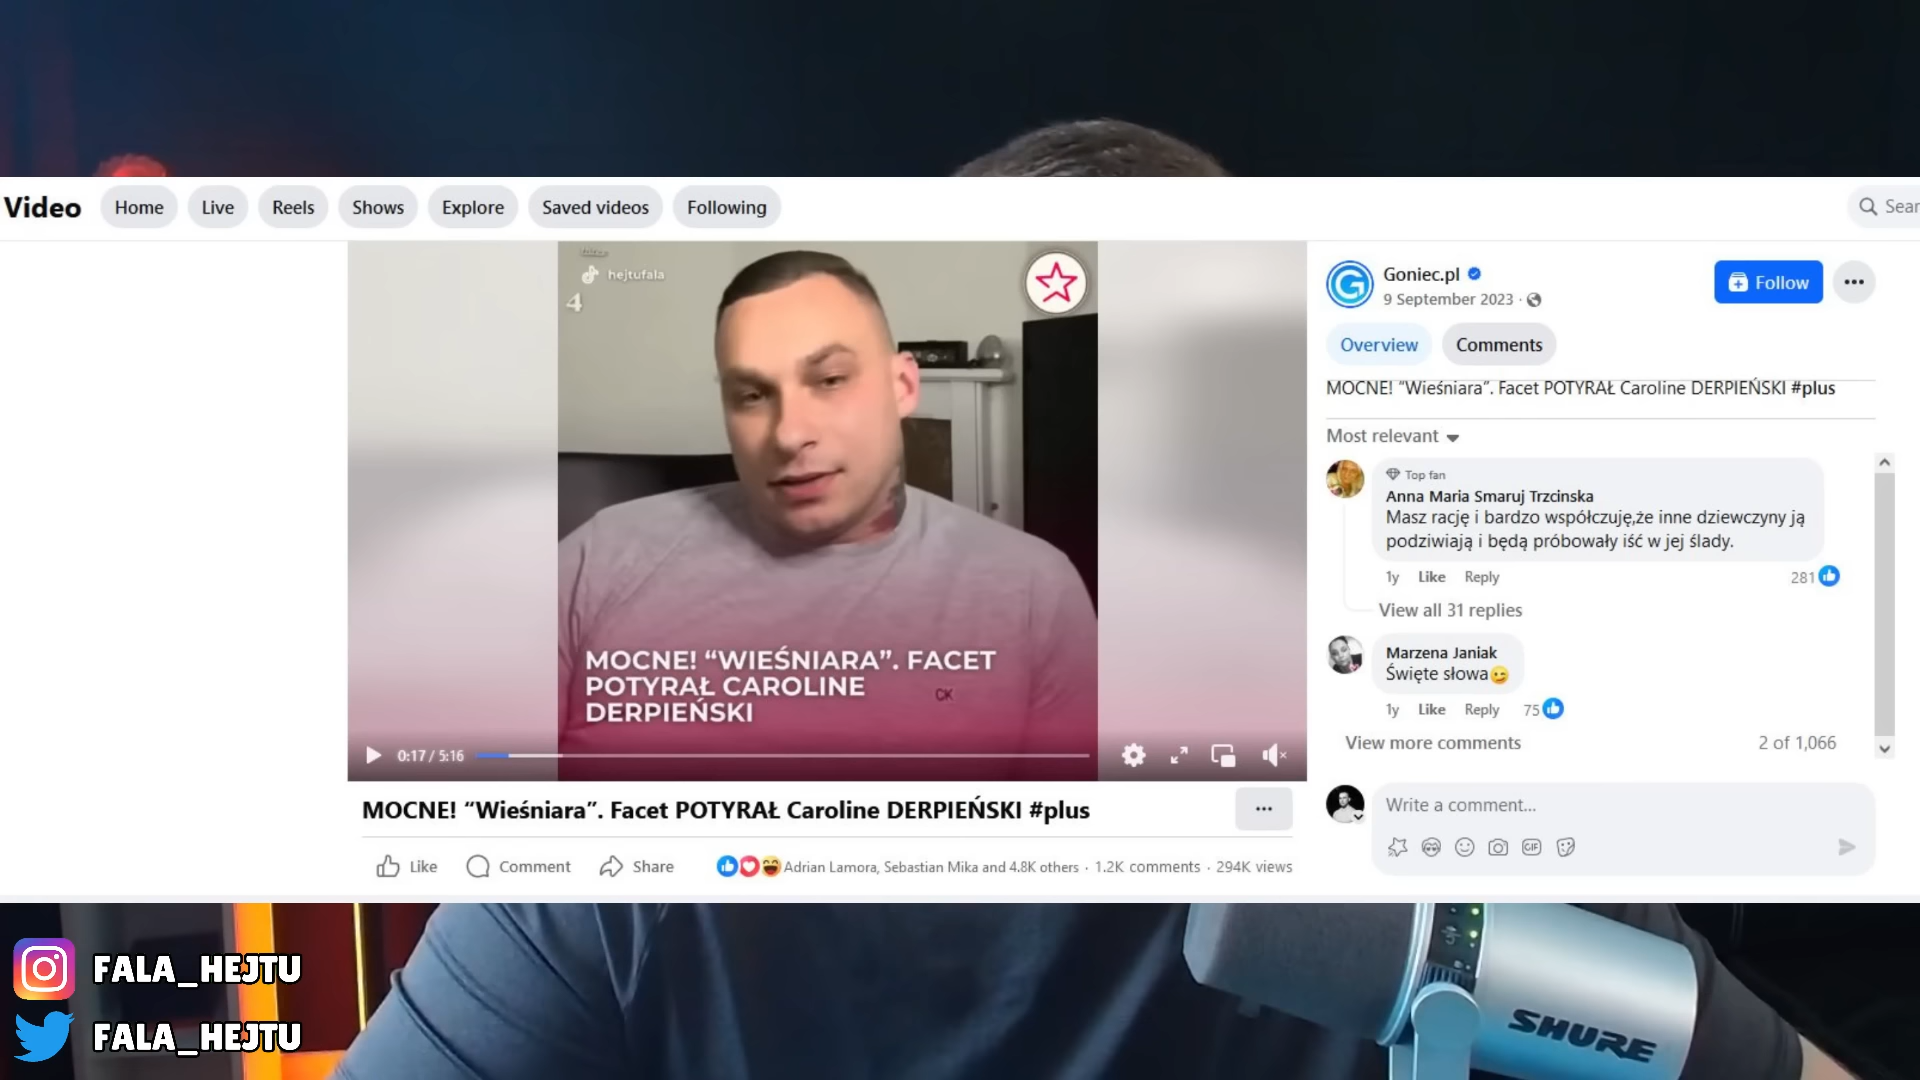 Video
Home
Live
Reels
Shows
Explore
Saved videos
Following
Sear
hejtufala
4
MOCNE! “WIEŚNIARA”. FACET
POTYRAŁ CAROLINE
DERPIEŃSKI
CK
0:17 / 5:16
MOCNE! “Wieśniara”. Facet POTYRAŁ Caroline DERPIEŃSKI #plus
Like
Comment
Share
Adrian Lamora, Sebastian Mika and 4.8K others · 1.2K comments · 294K views
Goniec.pl
9 September 2023 ·
Follow
Overview
Comments
MOCNE! “Wieśniara”. Facet POTYRAŁ Caroline DERPIEŃSKI #plus
Most relevant
Top fan
Anna Maria Smaruj Trzcinska
Masz rację i bardzo współczuję,że inne dziewczyny ją
podziwiają i będą próbowały iść w jej ślady.
1y Like Reply 281
View all 31 replies
Marzena Janiak
Święte słowa
1y Like Reply 75
View more comments 2 of 1,066
Write a comment...
GIF
FALA_HEJTU
FALA_HEJTU
SHURE